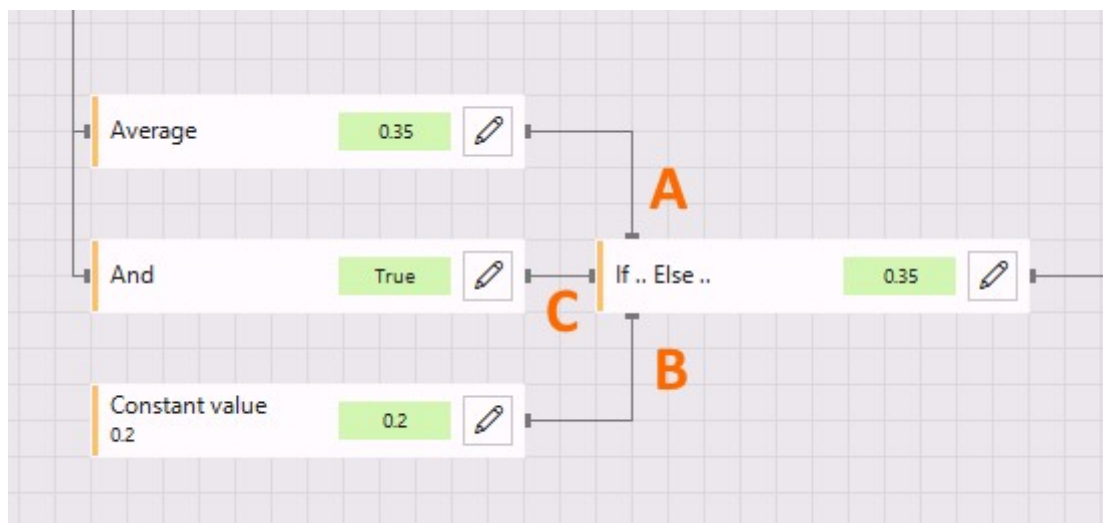 Average
0.35
A
And
True
If .. Else ..
0.35
C
B
Constant value
0.2
0.2